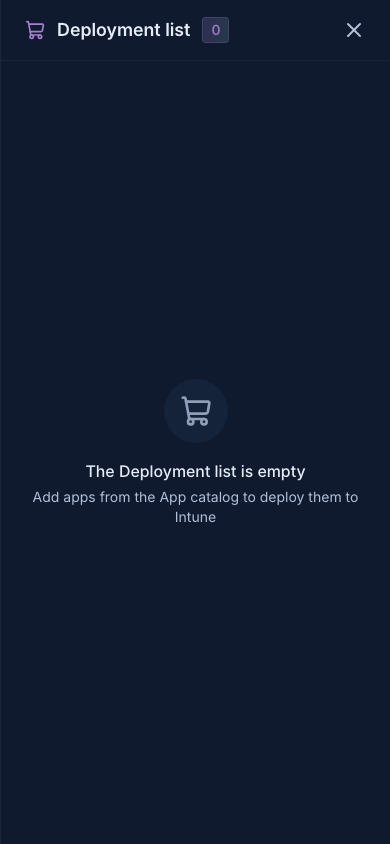 Deployment list 0
The Deployment list is empty
Add apps from the App catalog to deploy them to
Intune